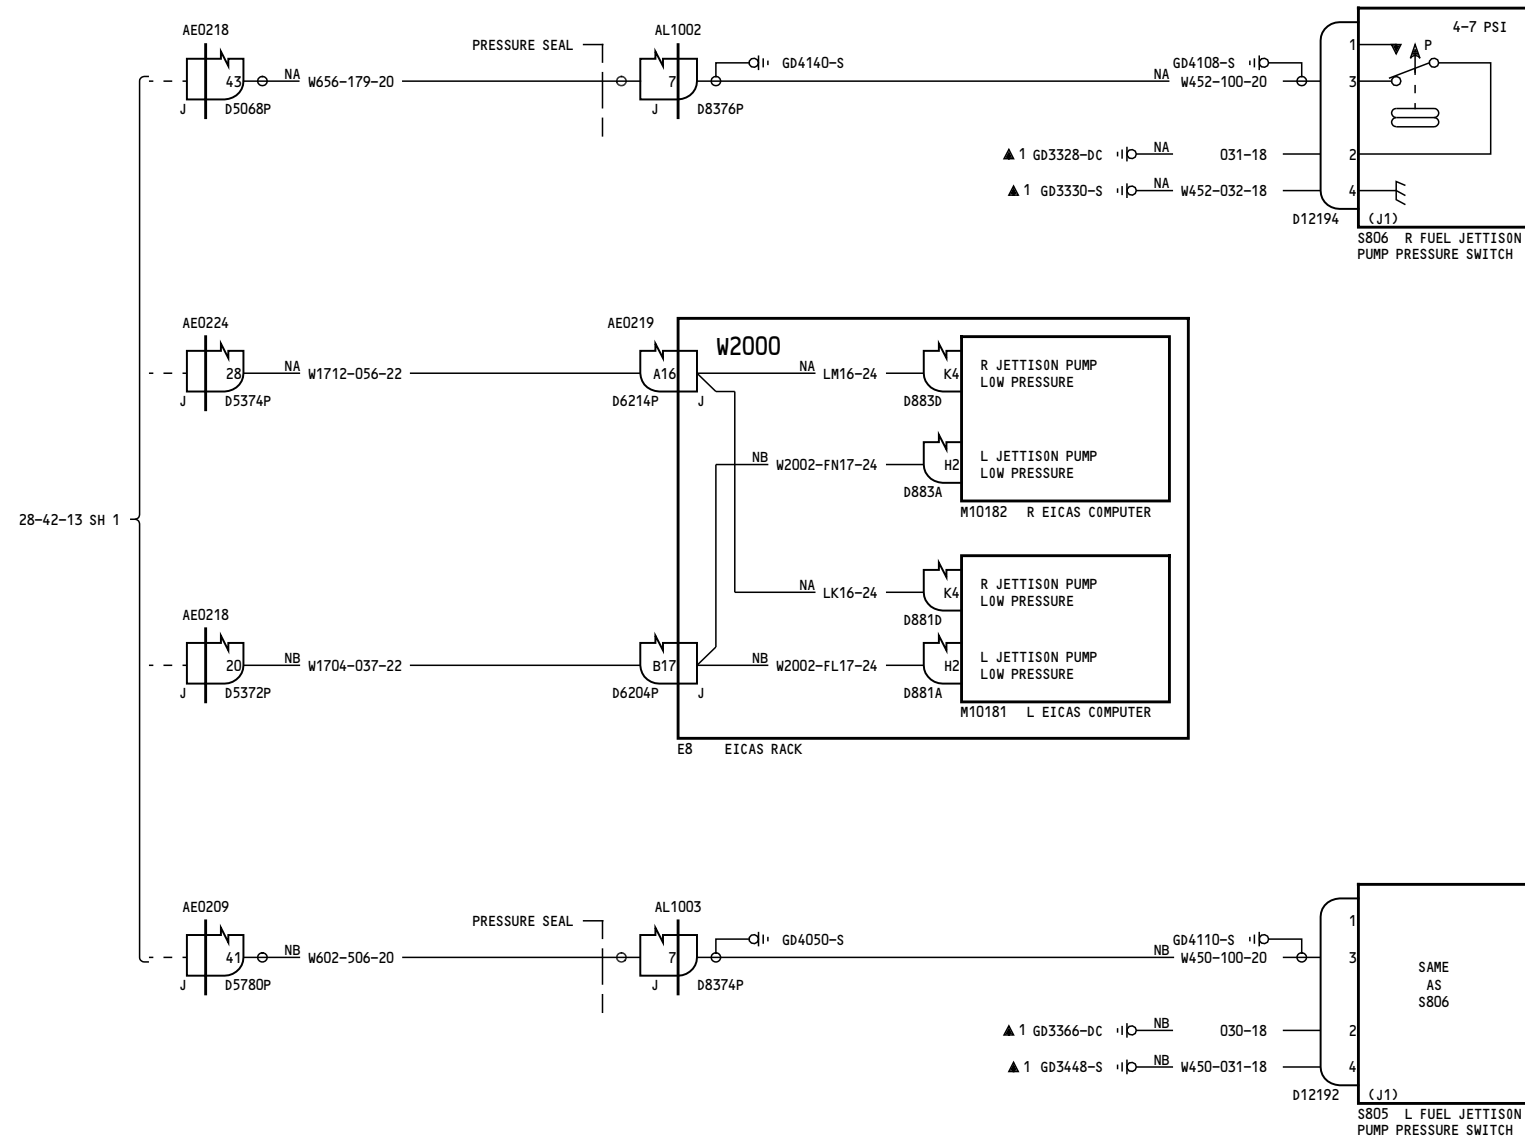 AE0218
PRESSURE SEAL
AL1002
4-7 PSI
GD4140-S
GD4108-S
1
P
43
NA
W656-179-20
7
NA
W452-100-20
3
J
D5068P
J
D8376P
1 GD3328-DC
NA
031-18
2
1 GD3330-S
NA
W452-032-18
4
D12194
(J1)
S806 R FUEL JETTISON
PUMP PRESSURE SWITCH
AE0224
AE0219
W2000
28
NA
W1712-056-22
A16
NA
LM16-24
K4
R JETTISON PUMP
LOW PRESSURE
J
D5374P
D6214P
J
D883D
NB
W2002-FN17-24
H2
L JETTISON PUMP
LOW PRESSURE
D883A
M10182 R EICAS COMPUTER
28-42-13 SH 1
NA
LK16-24
K4
R JETTISON PUMP
LOW PRESSURE
D881D
AE0218
20
NB
W1704-037-22
B17
NB
W2002-FL17-24
H2
L JETTISON PUMP
LOW PRESSURE
J
D5372P
D6204P
J
D881A
M10181 L EICAS COMPUTER
E8 EICAS RACK
AE0209
PRESSURE SEAL
AL1003
GD4050-S
GD4110-S
1
41
NB
W602-506-20
7
NB
W450-100-20
3
SAME
AS
S806
J
D5780P
J
D8374P
1 GD3366-DC
NB
030-18
2
1 GD3448-S
NB
W450-031-18
4
D12192
(J1)
S805 L FUEL JETTISON
PUMP PRESSURE SWITCH